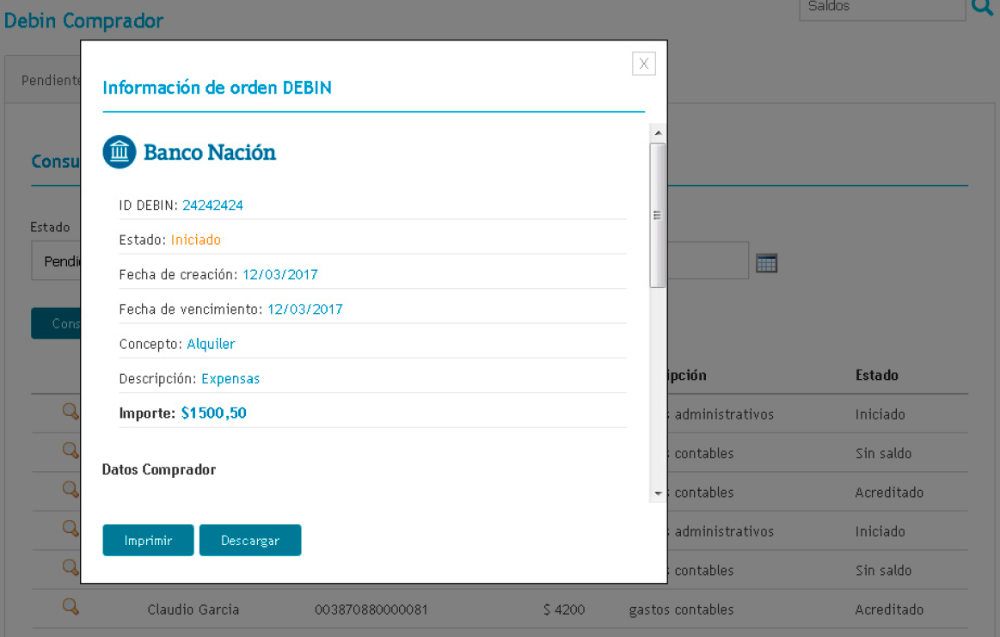 Saldos
Debin Comprador
Pendiente
X
Información de orden DEBIN
Banco Nación
Consu
ID DEBIN: 24242424
Estado
Estado: Iniciado
Pendi
Fecha de creación: 12/03/2017
Fecha de vencimiento: 12/03/2017
Cons
Concepto: Alquiler
Descripción: Expensas
ipción Estado
Importe: $1500,50
administrativos Iniciado
contables Sin saldo
Datos Comprador
contables Acreditado
administrativos Iniciado
Imprimir Descargar
contables Sin saldo
Claudio Garcia 003870880000081 $ 4200 gastos contables Acreditado